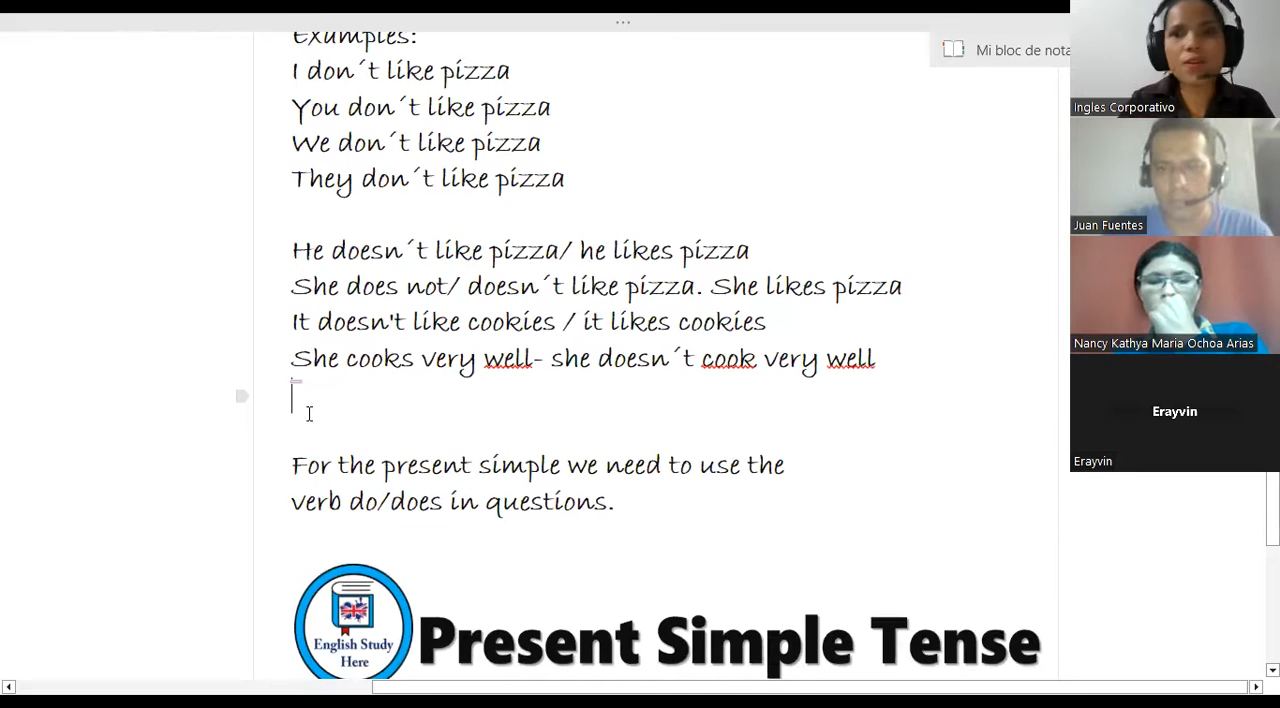 ...
Examples:
Mi bloc de nota
I don´t like pizza
You don´t like pizza
We don´t like pizza
They don´t like pizza
He doesn´t like pizza/ he likes pizza
She does not/ doesn´t like pizza. She likes pizza
It doesn't like cookies / it likes cookies
She cooks very well- she doesn´t cook very well
For the present simple we need to use the
verb do/does in questions.
English Study
Here
Present Simple Tense
Ingles Corporativo
Juan Fuentes
Nancy Kathya Maria Ochoa Arias
Erayvin
Erayvin